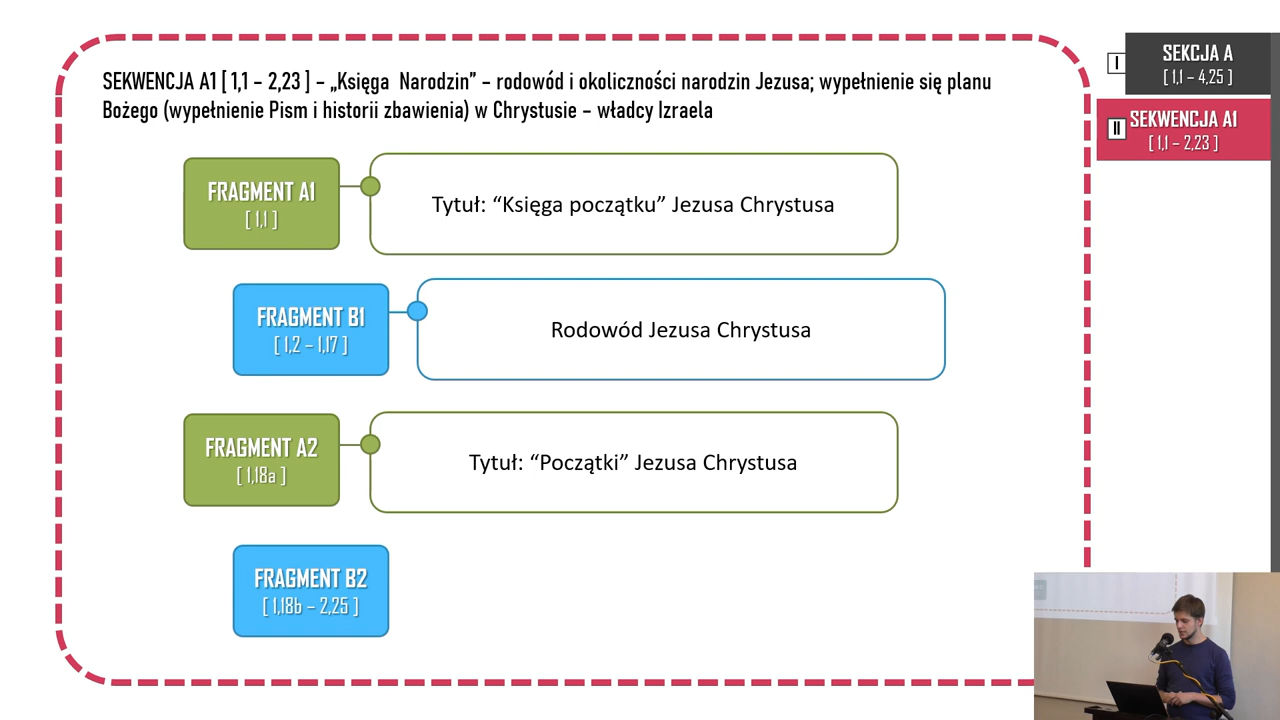 SEKWENCJA A1 [ 1,1 – 2,23 ] – „Księga Narodzin” – rodowód i okoliczności narodzin Jezusa; wypełnienie się planu
Bożego (wypełnienie Pism i historii zbawienia) w Chrystusie – władcy Izraela
I
SEKCJA A
[ 1,1 – 4,25 ]
II
SEKWENCJA A1
[ 1,1 – 2,23 ]
FRAGMENT A1
[ 1,1 ]
Tytuł: “Księga początku” Jezusa Chrystusa
FRAGMENT B1
[ 1,2 – 1,17 ]
Rodowód Jezusa Chrystusa
FRAGMENT A2
[ 1,18a ]
Tytuł: “Początki” Jezusa Chrystusa
FRAGMENT B2
[ 1,18b – 2,25 ]